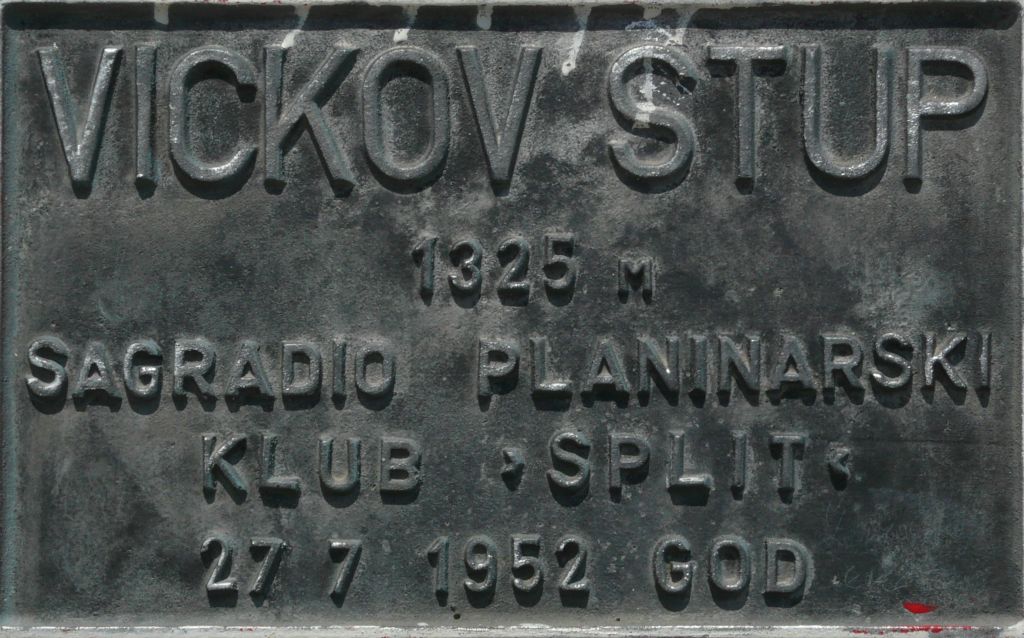 VICKOV STUP
1325 M
SAGRADIO PLANINARSKI
KLUB ›SPLIT‹
27 7 1952 GOD